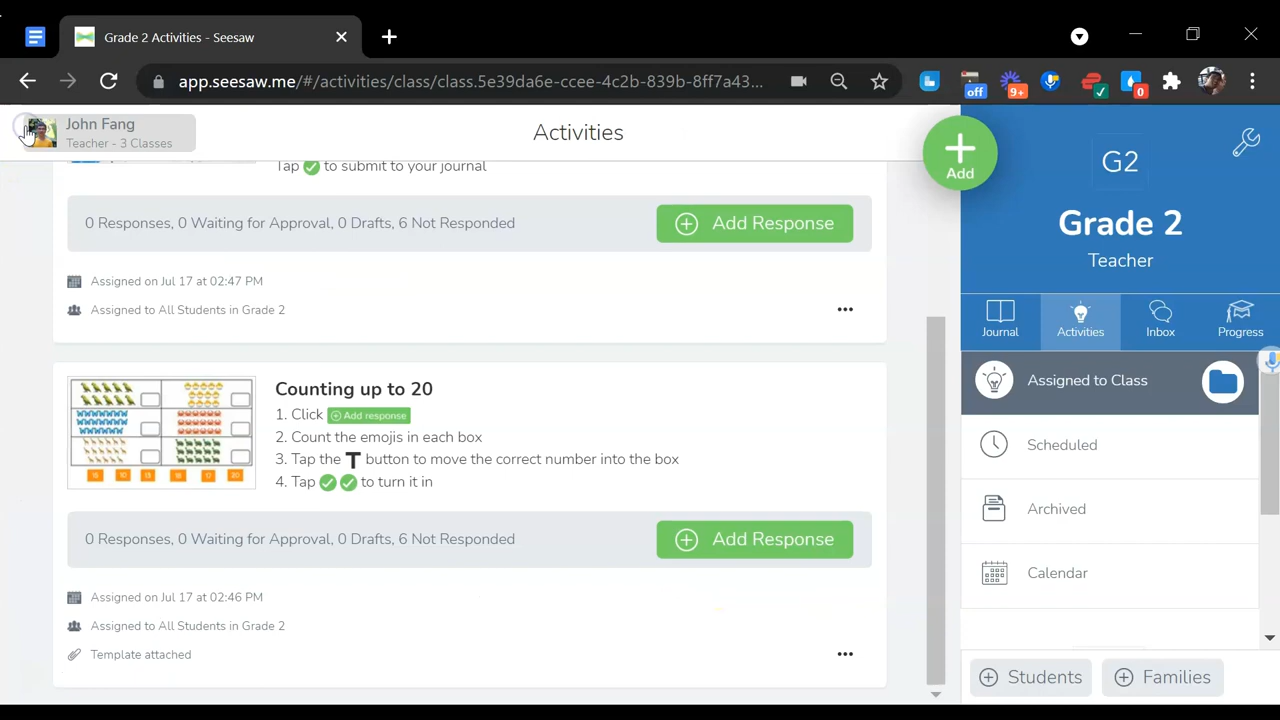 Grade 2 Activities - Seesaw
app.seesaw.me/#/activities/class/class.5e39da6e-ccee-4c2b-839b-8ff7a43...
off
9+
0
John Fang
Teacher - 3 Classes
Activities
Add
Tap to submit to your journal
0 Responses, 0 Waiting for Approval, 0 Drafts, 6 Not Responded
Add Response
Assigned on Jul 17 at 02:47 PM
Assigned to All Students in Grade 2
Counting up to 20
1. Click Add response
2. Count the emojis in each box
3. Tap the T button to move the correct number into the box
4. Tap to turn it in
0 Responses, 0 Waiting for Approval, 0 Drafts, 6 Not Responded
Add Response
Assigned on Jul 17 at 02:46 PM
Assigned to All Students in Grade 2
Template attached
G2
Grade 2
Teacher
Journal
Activities
Inbox
Progress
Assigned to Class
Scheduled
Archived
Calendar
Students
Families